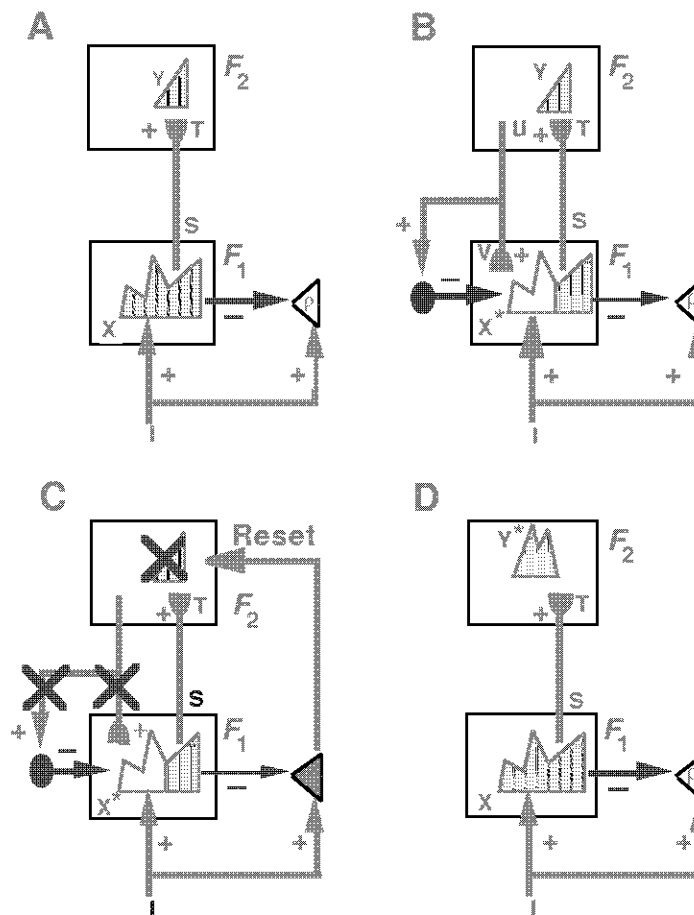 A
Y
F2
+ T
S
F1
X
−
ρ
+ +
I
B
Y
F2
U + T
+
S
V + F1
−
X*
−
ρ
+ +
I
C
Reset
+ T
F2
S
+
+ F1
−
X*
−
+ +
I
D
Y*
F2
+ T
S
F1
X
−
ρ
+ +
I